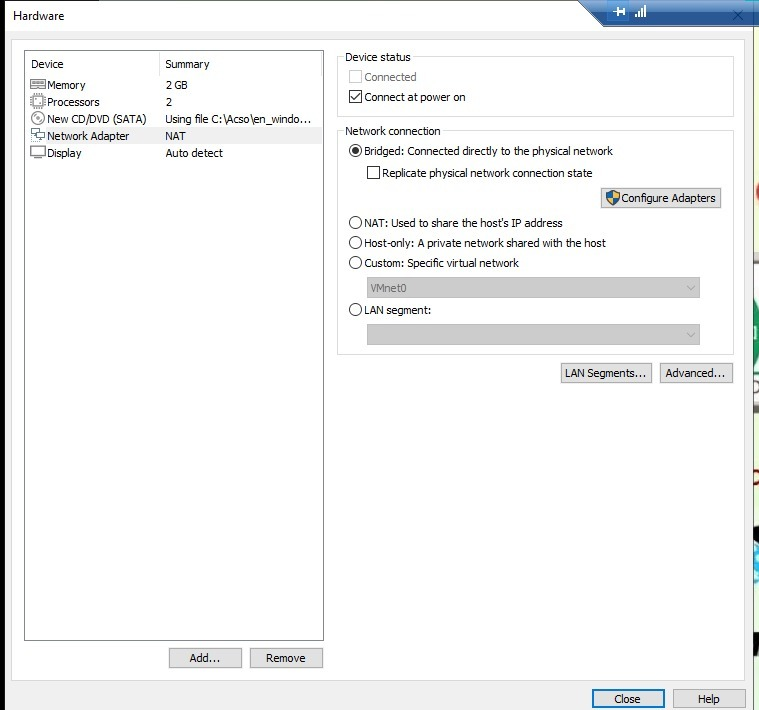 Hardware
Device Summary
Memory 2 GB
Processors 2
New CD/DVD (SATA) Using file C:\Acso\en_windo...
Network Adapter NAT
Display Auto detect
Add...
Remove
Device status
Connected
Connect at power on
Network connection
Bridged: Connected directly to the physical network
Replicate physical network connection state
Configure Adapters
NAT: Used to share the host's IP address
Host-only: A private network shared with the host
Custom: Specific virtual network
VMnet0
LAN segment:
LAN Segments...
Advanced...
Close
Help